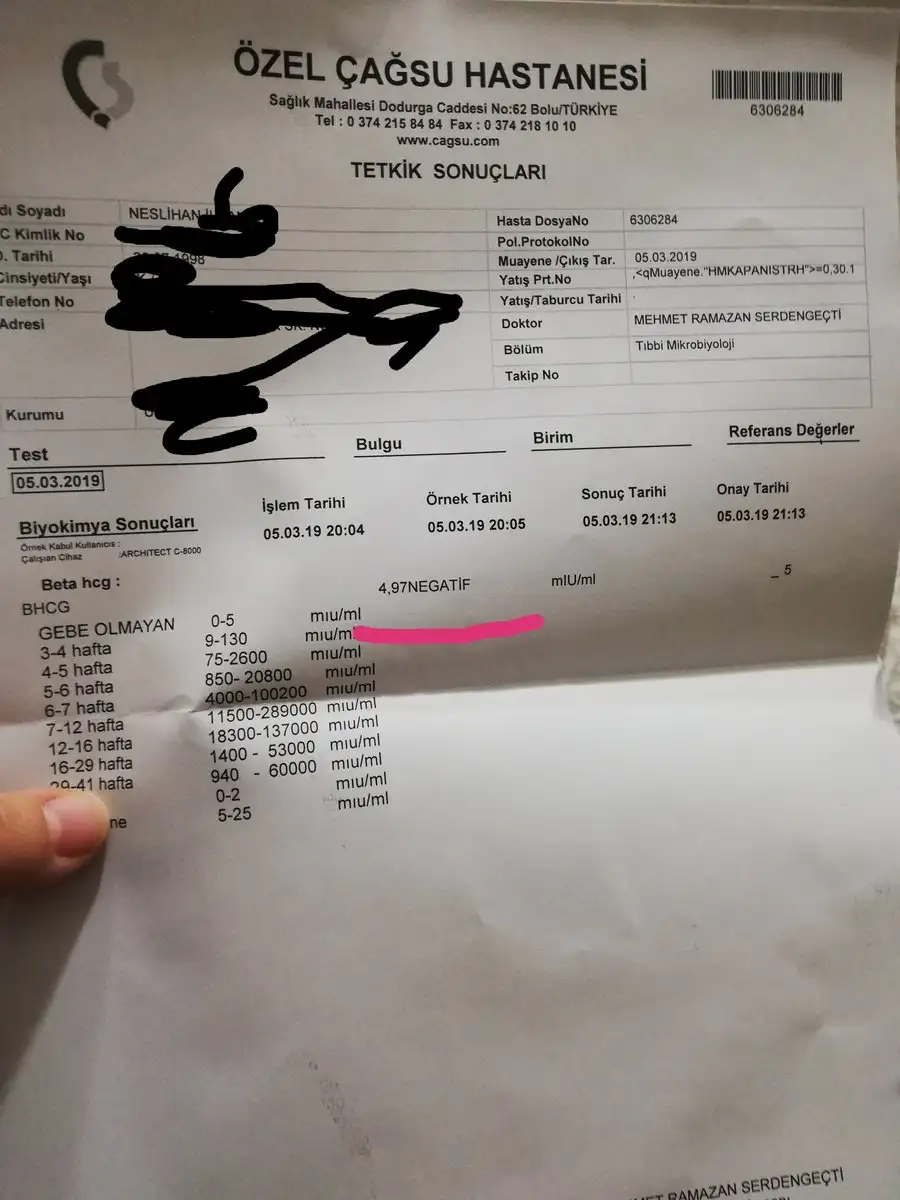 ÖZEL ÇAĞSU HASTANESİ
Sağlık Mahallesi Dodurga Caddesi No:62 Bolu/TÜRKİYE
Tel : 0 374 215 84 84 Fax : 0 374 218 10 10
www.cagsu.com
6306284
TETKİK SONUÇLARI
dı Soyadı NESLİHAN
C Kimlik No
. Tarihi 1998
Cinsiyeti/Yaşı
Telefon No
Adresi
Kurumu
Hasta DosyaNo 6306284
Pol.ProtokolNo
Muayene /Çıkış Tar. 05.03.2019
Yatış Prt.No ,<qMuayene."HMKAPANISTRH">=0,30.1
Yatış/Taburcu Tarihi
Doktor MEHMET RAMAZAN SERDENGEÇTİ
Bölüm Tıbbi Mikrobiyoloji
Takip No
Test Bulgu Birim Referans Değerler
05.03.2019
İşlem Tarihi Örnek Tarihi Sonuç Tarihi Onay Tarihi
Biyokimya Sonuçları 05.03.19 20:04 05.03.19 20:05 05.03.19 21:13 05.03.19 21:13
Örnek Kabul Kullanıcıs :
Çalışan Cihaz :ARCHITECT C-8000
Beta hcg : 4,97NEGATİF mIU/ml _ 5
BHCG
GEBE OLMAYAN 0-5 mıu/ml
3-4 hafta 9-130 mıu/ml
4-5 hafta 75-2600 mıu/ml
5-6 hafta 850- 20800 mıu/ml
6-7 hafta 4000-100200 mıu/ml
7-12 hafta 11500-289000 mıu/ml
12-16 hafta 18300-137000 mıu/ml
16-29 hafta 1400 - 53000 mıu/ml
29-41 hafta 940 - 60000 mıu/ml
0-2 mıu/ml
ne 5-25 mıu/ml
RAMAZAN SERDENGEÇTİ